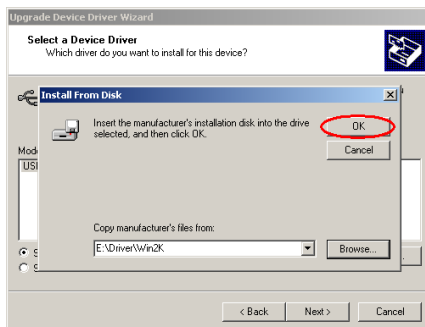 Upgrade Device Driver Wizard
Select a Device Driver
Which driver do you want to install for this device?
Install From Disk
Insert the manufacturer's installation disk into the drive
selected, and then click OK.
OK
Cancel
Copy manufacturer's files from:
E:\Driver\Win2K
Browse...
< Back
Next >
Cancel